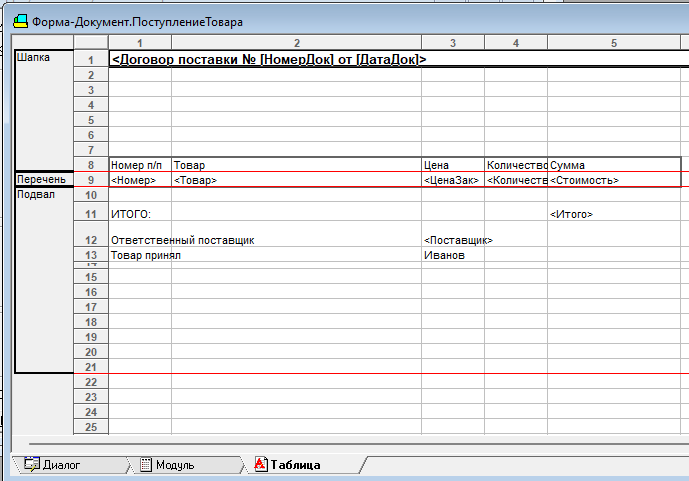 Форма-Документ.ПоступлениеТовара
1 2 3 4 5
Шапка
1 <Договор поставки № [НомерДок] от [ДатаДок]>
2
3
4
5
6
7
8 Номер п/п Товар Цена Количество Сумма
Перечень 9 <Номер> <Товар> <ЦенаЗак> <Количеств <Стоимость>
Подвал 10
11 ИТОГО: <Итого>
12 Ответственный поставщик <Поставщик>
13 Товар принял Иванов
14
15
16
17
18
19
20
21
22
23
24
25
Диалог Модуль Таблица